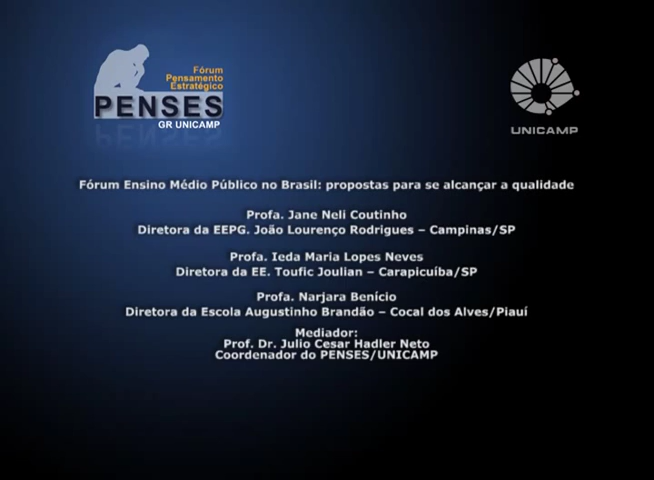 Fórum
Pensamento
Estratégico
PENSES
GR UNICAMP
UNICAMP
Fórum Ensino Médio Público no Brasil: propostas para se alcançar a qualidade
Profa. Jane Neli Coutinho
Diretora da EEPG. João Lourenço Rodrigues – Campinas/SP
Profa. Ieda Maria Lopes Neves
Diretora da EE. Toufic Joulian – Carapicuíba/SP
Profa. Narjara Benício
Diretora da Escola Augustinho Brandão – Cocal dos Alves/Piauí
Mediador:
Prof. Dr. Julio Cesar Hadler Neto
Coordenador do PENSES/UNICAMP